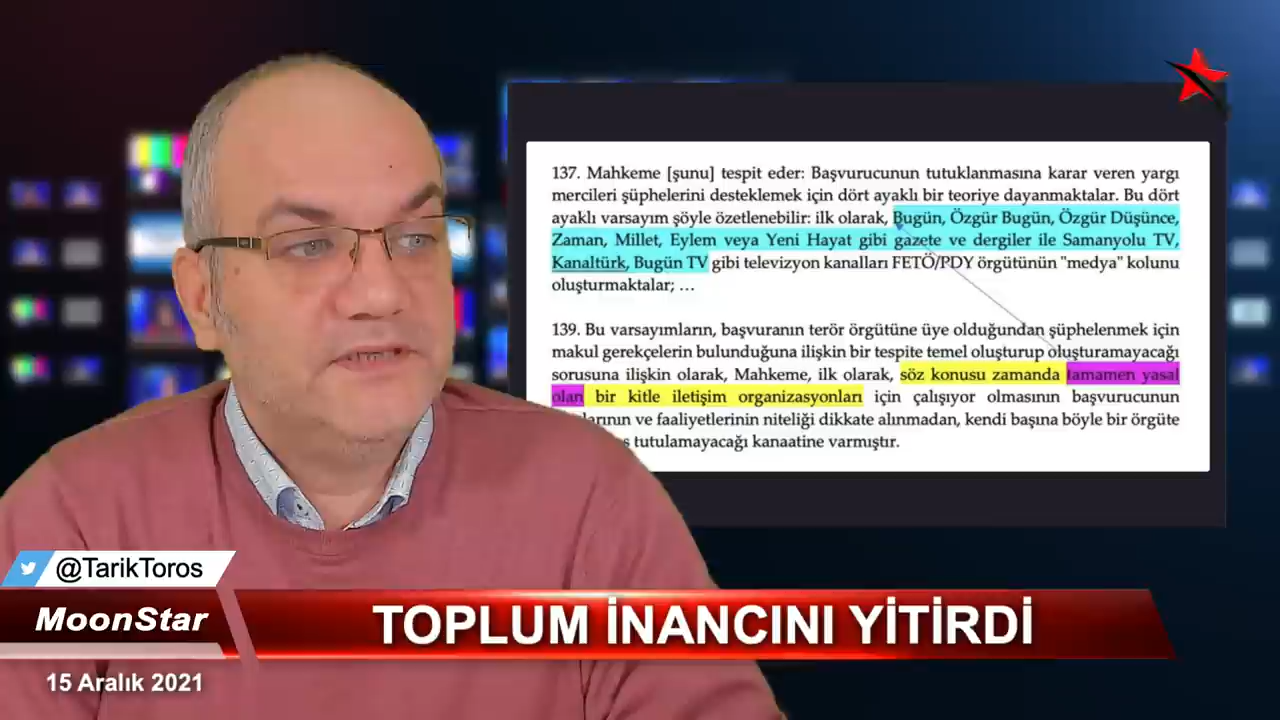 137. Mahkeme [şunu] tespit eder: Başvurucunun tutuklanmasına karar veren yargı
mercileri şüphelerini desteklemek için dört ayaklı bir teoriye dayanmaktalar. Bu dört
ayaklı varsayım şöyle özetlenebilir: ilk olarak, Bugün, Özgür Bugün, Özgür Düşünce,
Zaman, Millet, Eylem veya Yeni Hayat gibi gazete ve dergiler ile Samanyolu TV,
Kanaltürk, Bugün TV gibi televizyon kanalları FETÖ/PDY örgütünün "medya" kolunu
oluşturmaktalar; …
139. Bu varsayımların, başvuranın terör örgütüne üye olduğundan şüphelenmek için
makul gerekçelerin bulunduğuna ilişkin bir tespite temel oluşturup oluşturamayacağı
sorusuna ilişkin olarak, Mahkeme, ilk olarak, söz konusu zamanda tamamen yasal
olan bir kitle iletişim organizasyonları için çalışıyor olmasının başvurucunun
larının ve faaliyetlerinin niteliği dikkate alınmadan, kendi başına böyle bir örgüte
tutulamayacağı kanaatine varmıştır.
@TarikToros
MoonStar
TOPLUM İNANCINI YİTİRDİ
15 Aralık 2021